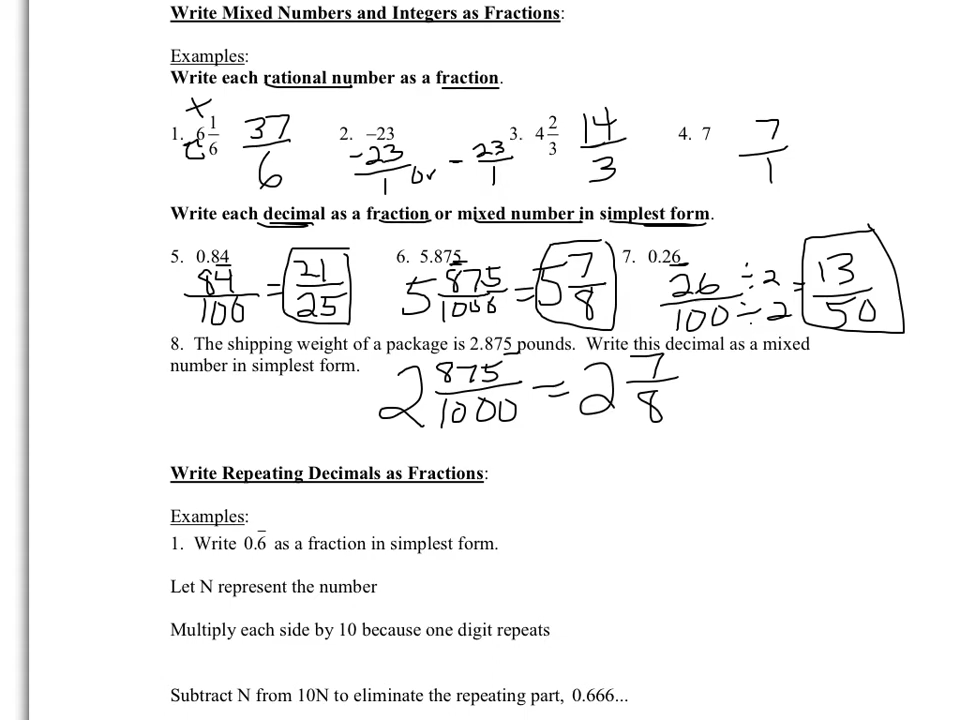 Write Mixed Numbers and Integers as Fractions:
Examples:
Write each rational number as a fraction.
x
1. 6 1/6 37/6 2. –23 -23/1 or - 23/1 3. 4 2/3 14/3 4. 7 7/1
Write each decimal as a fraction or mixed number in simplest form.
5. 0.84 6. 5.875 7. 0.26
84/100 = 21/25 5 875/1000 = 5 7/8 26/100 ÷2/÷2 = 13/50
8. The shipping weight of a package is 2.875 pounds. Write this decimal as a mixed
number in simplest form.
2 875/1000 = 2 7/8
Write Repeating Decimals as Fractions:
Examples:
1. Write 0.6̅ as a fraction in simplest form.
Let N represent the number
Multiply each side by 10 because one digit repeats
Subtract N from 10N to eliminate the repeating part, 0.666...